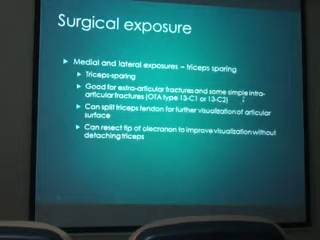 Surgical exposure
Medial and lateral exposures – triceps sparing
Triceps-sparing
Good for extra-articular fractures and some simple intra-
articular fractures (OTA type 13-C1 or 13-C2)
Can split triceps tendon for further visualization of articular
surface
Can resect tip of olecranon to improve visualization without
detaching triceps